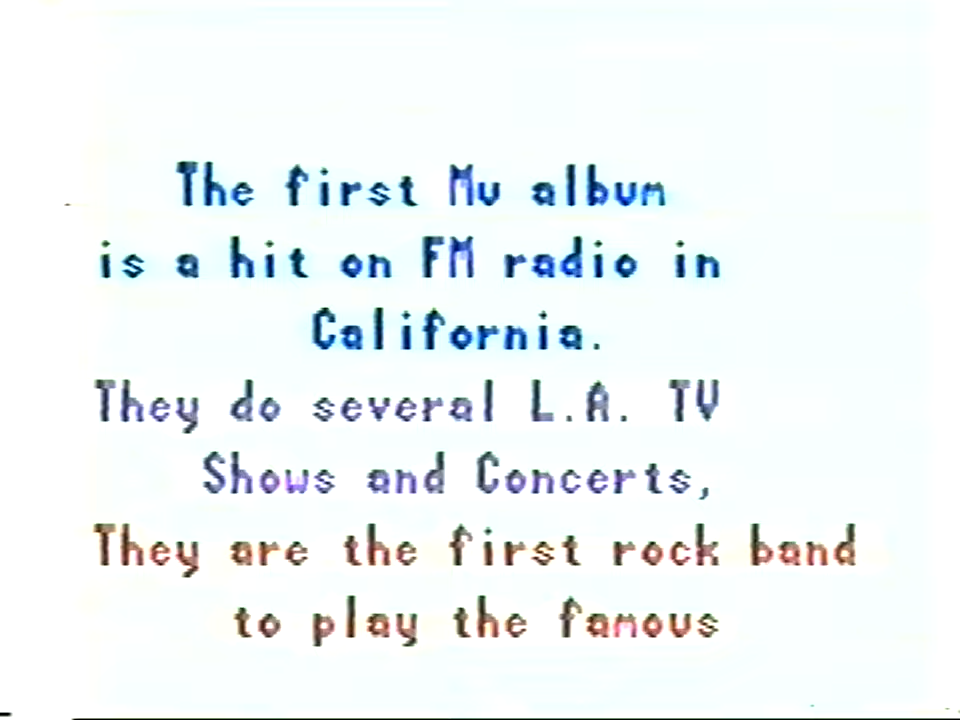 The first Mu album
is a hit on FM radio in
California.
They do several L.A. TV
Shows and Concerts,
They are the first rock band
to play the famous